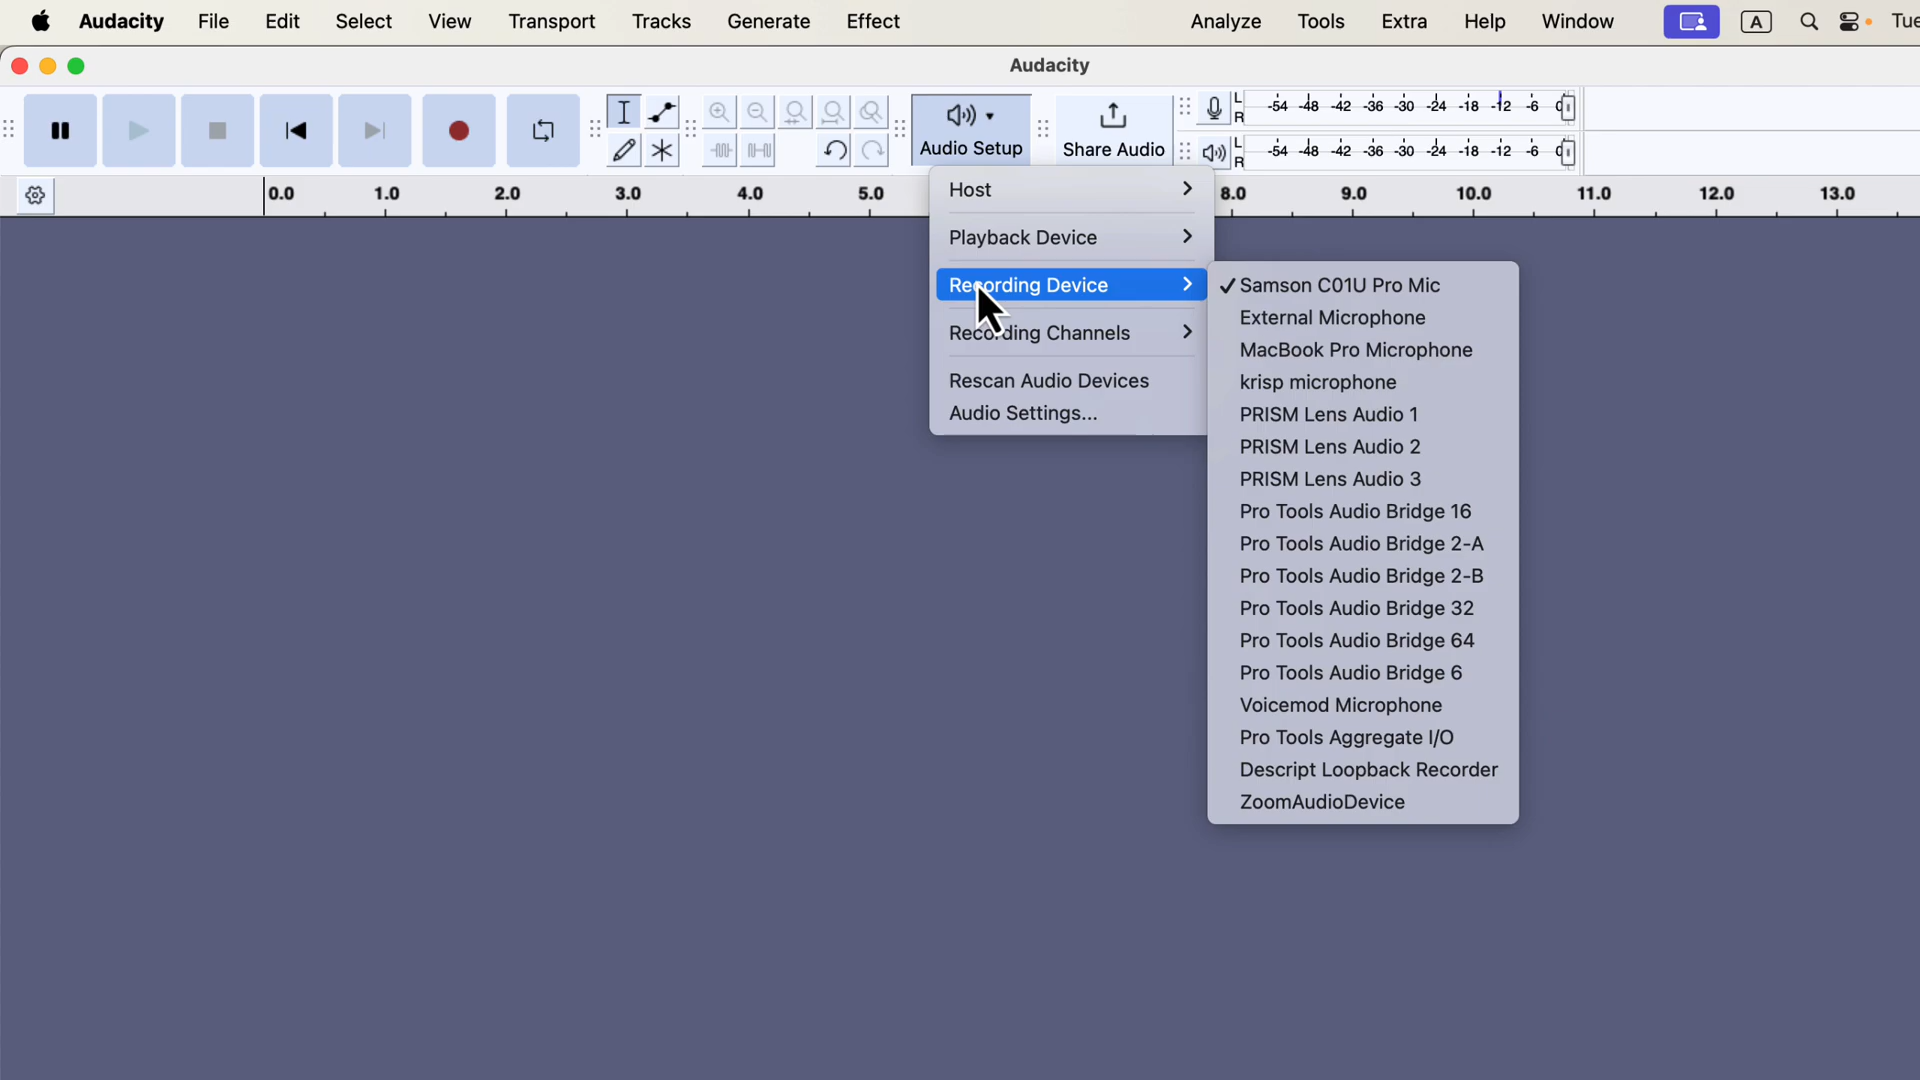 Audacity File Edit Select View Transport Tracks Generate Effect Analyze Tools Extra Help Window A Tue
Audacity
Audio Setup
Share Audio
L -54 -48 -42 -36 -30 -24 -18 -12 -6
R
L -54 -48 -42 -36 -30 -24 -18 -12 -6
R
0.0 1.0 2.0 3.0 4.0 5.0 8.0 9.0 10.0 11.0 12.0 13.0
Host
Playback Device
Recording Device
Recording Channels
Rescan Audio Devices
Audio Settings...
Samson C01U Pro Mic
External Microphone
MacBook Pro Microphone
krisp microphone
PRISM Lens Audio 1
PRISM Lens Audio 2
PRISM Lens Audio 3
Pro Tools Audio Bridge 16
Pro Tools Audio Bridge 2-A
Pro Tools Audio Bridge 2-B
Pro Tools Audio Bridge 32
Pro Tools Audio Bridge 64
Pro Tools Audio Bridge 6
Voicemod Microphone
Pro Tools Aggregate I/O
Descript Loopback Recorder
ZoomAudioDevice